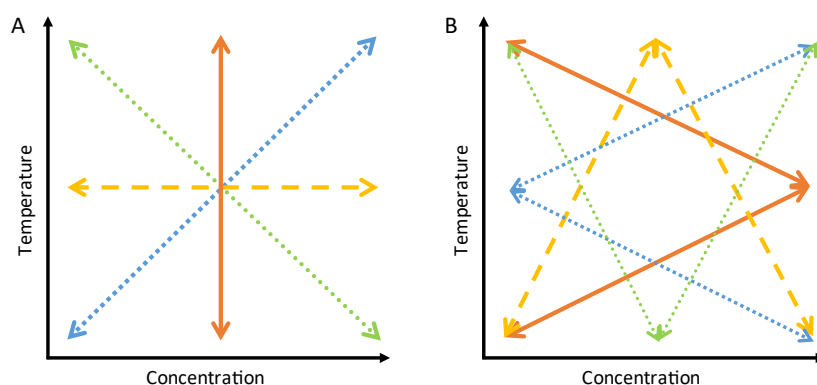 A
B
Temperature
Temperature
Concentration
Concentration